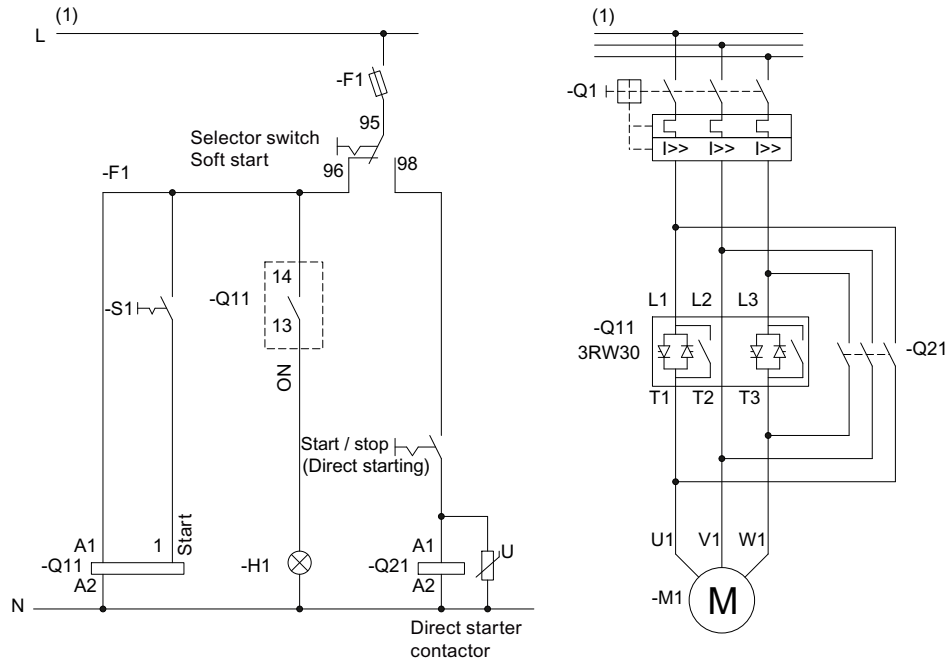 (1)
L
-F1
95
Selector switch
Soft start
96
98
-F1
14
-Q11
13
-S1
ON
Start / stop
(Direct starting)
Start
A1
1
-Q11
A2
-H1
A1
-Q21
A2
U
N
Direct starter
contactor
(1)
-Q1
I>>
I>>
I>>
L1
L2
L3
-Q11
3RW30
-Q21
T1
T2
T3
U1
V1
W1
-M1
M